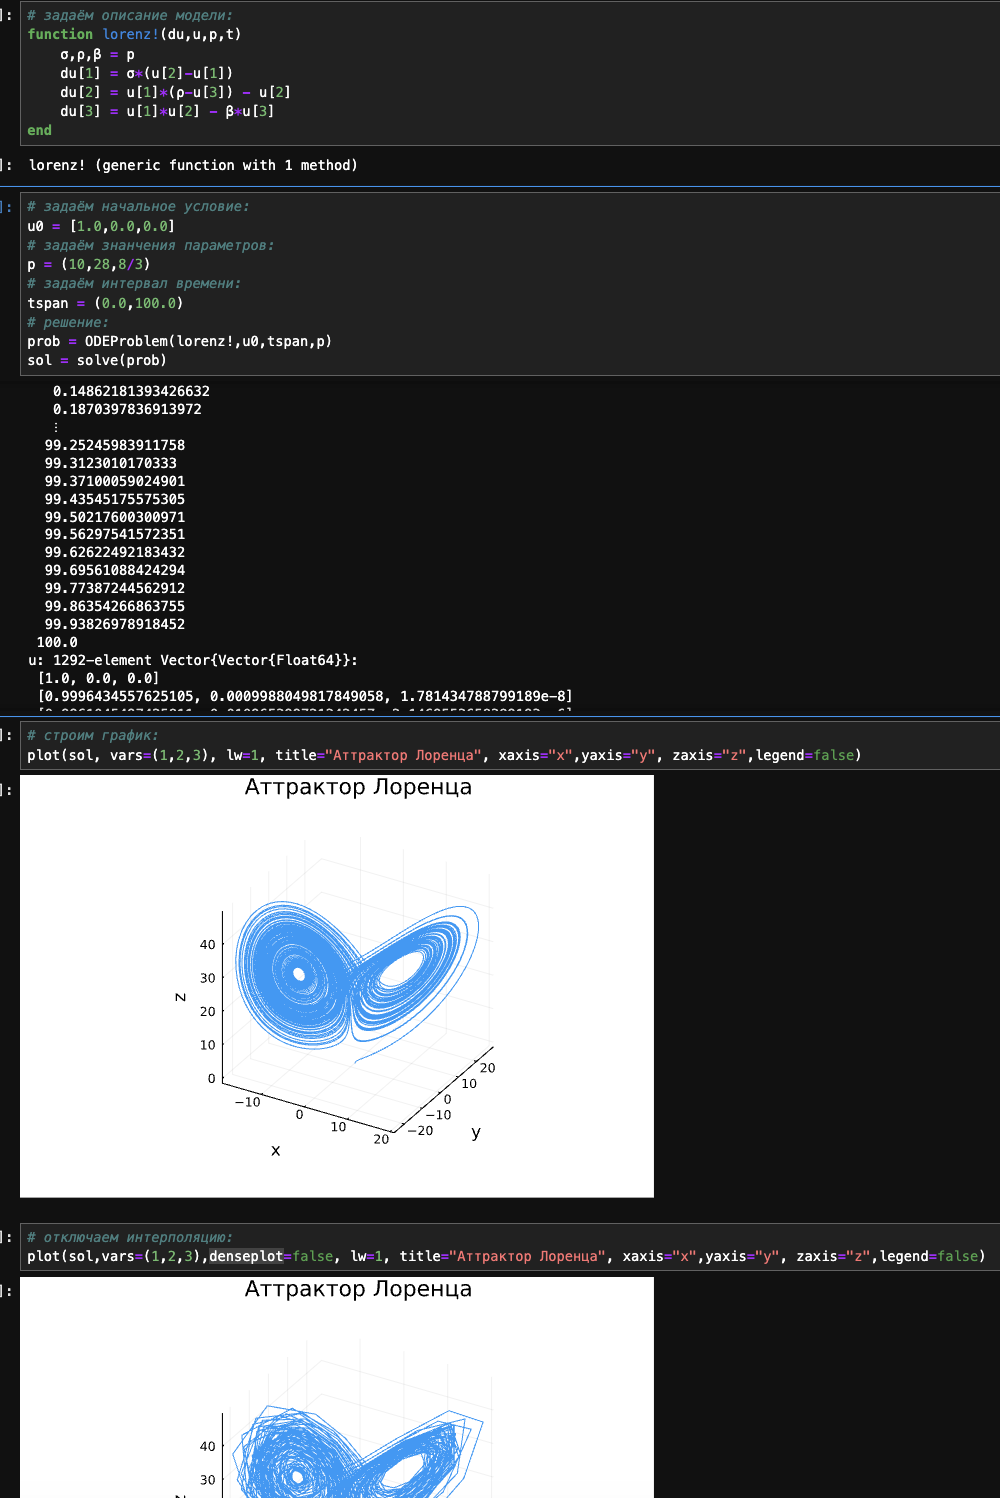 ]:
# задаём описание модели:
function lorenz!(du,u,p,t)
σ,ρ,β = p
du[1] = σ*(u[2]-u[1])
du[2] = u[1]*(ρ-u[3]) - u[2]
du[3] = u[1]*u[2] - β*u[3]
end
]: lorenz! (generic function with 1 method)
]:
# задаём начальное условие:
u0 = [1.0,0.0,0.0]
# задаём знанчения параметров:
p = (10,28,8/3)
# задаём интервал времени:
tspan = (0.0,100.0)
# решение:
prob = ODEProblem(lorenz!,u0,tspan,p)
sol = solve(prob)
0.14862181393426632
0.1870397836913972
⋮
99.25245983911758
99.3123010170333
99.37100059024901
99.43545175575305
99.50217600300971
99.56297541572351
99.62622492183432
99.69561088424294
99.77387244562912
99.86354266863755
99.93826978918452
100.0
u: 1292-element Vector{Vector{Float64}}:
[1.0, 0.0, 0.0]
[0.9996434557625105, 0.0009988049817849058, 1.781434788799189e-8]
]:
# строим график:
plot(sol, vars=(1,2,3), lw=1, title="Аттрактор Лоренца", xaxis="x",yaxis="y", zaxis="z",legend=false)
]:
Аттрактор Лоренца
40
30
20
10
0
z
−10
0
10
20
x
−20
−10
0
10
20
y
]:
# отключаем интерполяцию:
plot(sol,vars=(1,2,3),denseplot=false, lw=1, title="Аттрактор Лоренца", xaxis="x",yaxis="y", zaxis="z",legend=false)
]:
Аттрактор Лоренца
40
30